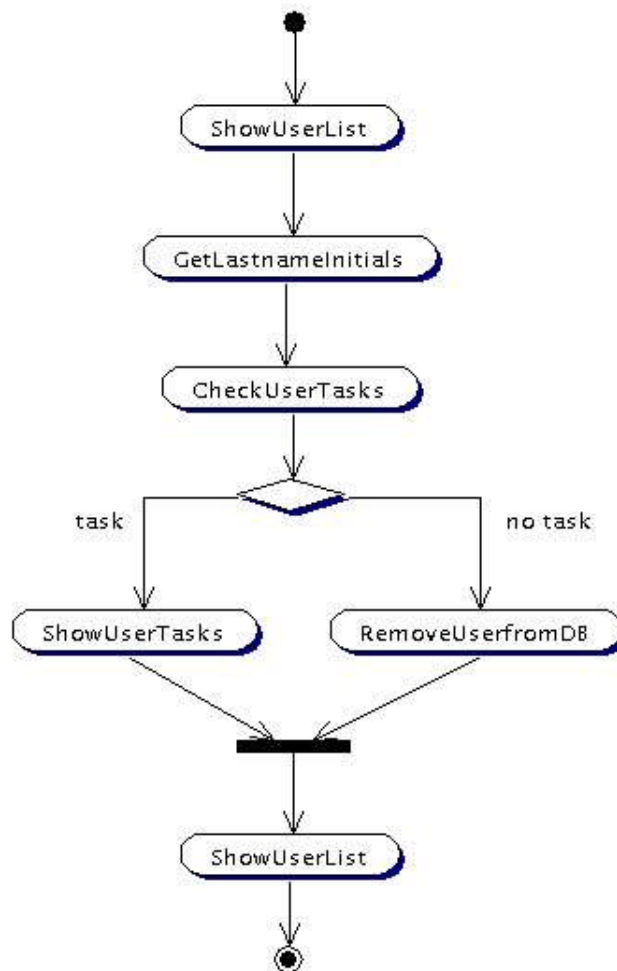 ShowUserList
GetLastnameInitials
CheckUserTasks
task
no task
ShowUserTasks
RemoveUserfromDB
ShowUserList